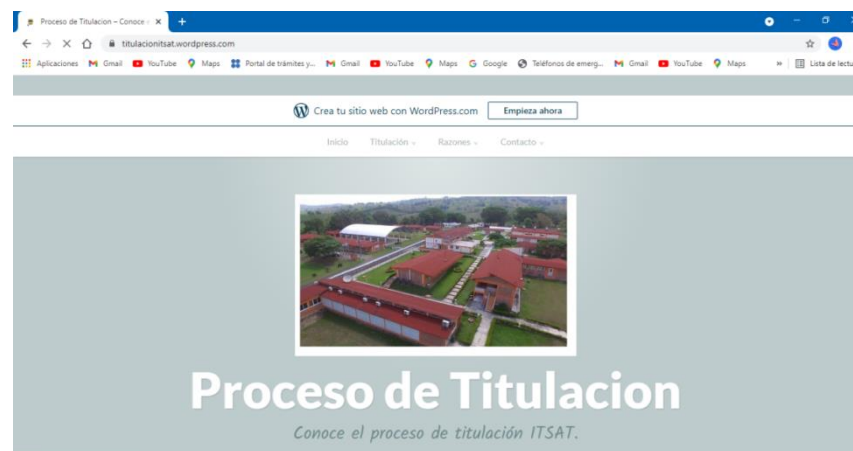 Proceso de Titulacion – Conoce
titulacionitsat.wordpress.com
Aplicaciones Gmail YouTube Maps Portal de trámites y... Gmail YouTube Maps Google Teléfonos de emerg... Gmail YouTube Maps » Lista de lectu
Crea tu sitio web con WordPress.com Empieza ahora
Inicio Titulación Razones Contacto
Proceso de Titulacion
Conoce el proceso de titulación ITSAT.